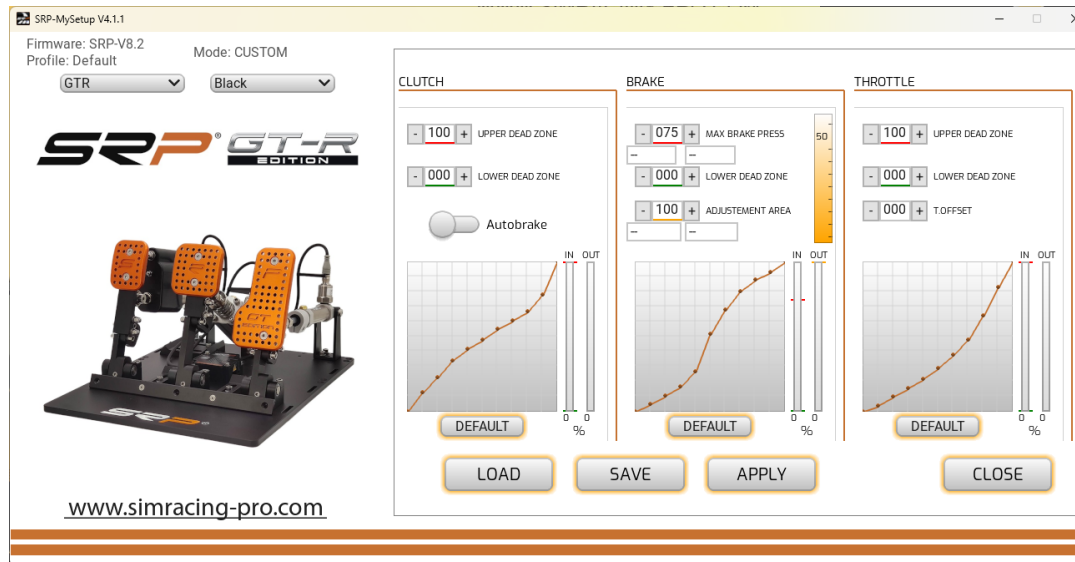 SRP-MySetup V4.1.1
Firmware: SRP-V8.2
Profile: Default
Mode: CUSTOM
GTR
Black
SRP GT-R
EDITION
www.simracing-pro.com
CLUTCH
- 100 + UPPER DEAD ZONE
- 000 + LOWER DEAD ZONE
Autobrake
IN OUT
0 0
%
DEFAULT
BRAKE
- 075 + MAX BRAKE PRESS
-- --
- 000 + LOWER DEAD ZONE
- 100 + ADJUSTEMENT AREA
-- --
50
IN OUT
0 0
%
DEFAULT
THROTTLE
- 100 + UPPER DEAD ZONE
- 000 + LOWER DEAD ZONE
- 000 + T.OFFSET
IN OUT
0 0
%
DEFAULT
LOAD
SAVE
APPLY
CLOSE